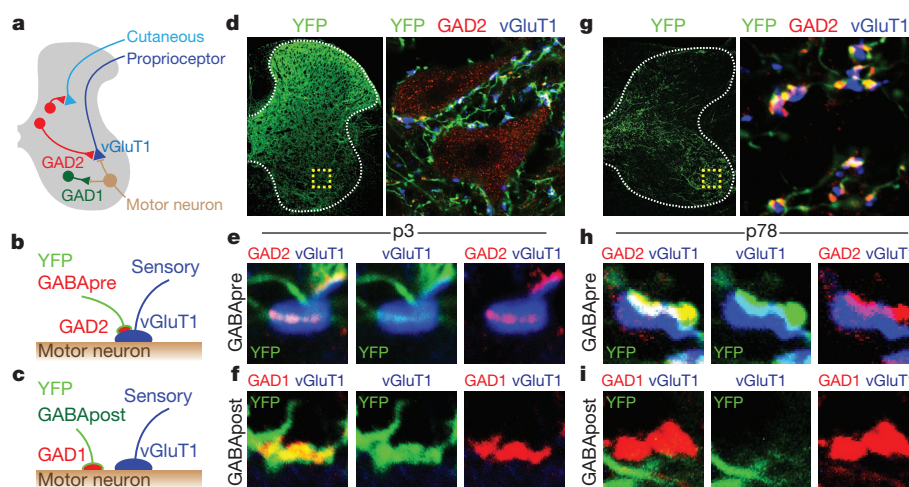 a
Cutaneous
Proprioceptor
vGluT1
GAD2
GAD1
Motor neuron
b
YFP
GABApre
Sensory
GAD2
vGluT1
Motor neuron
c
YFP
GABApost
Sensory
GAD1
vGluT1
Motor neuron
d
YFP
YFP GAD2 vGluT1
p3
e
GABApre
GAD2 vGluT1
vGluT1
GAD2 vGluT1
YFP
f
GABApost
GAD1 vGluT1
vGluT1
GAD1 vGluT1
YFP
YFP
g
YFP
YFP GAD2 vGluT1
p78
h
GABApre
GAD2 vGluT1
vGluT1
GAD2 vGluT
YFP
i
GABApost
GAD1 vGluT1
vGluT1
GAD1 vGluT
YFP